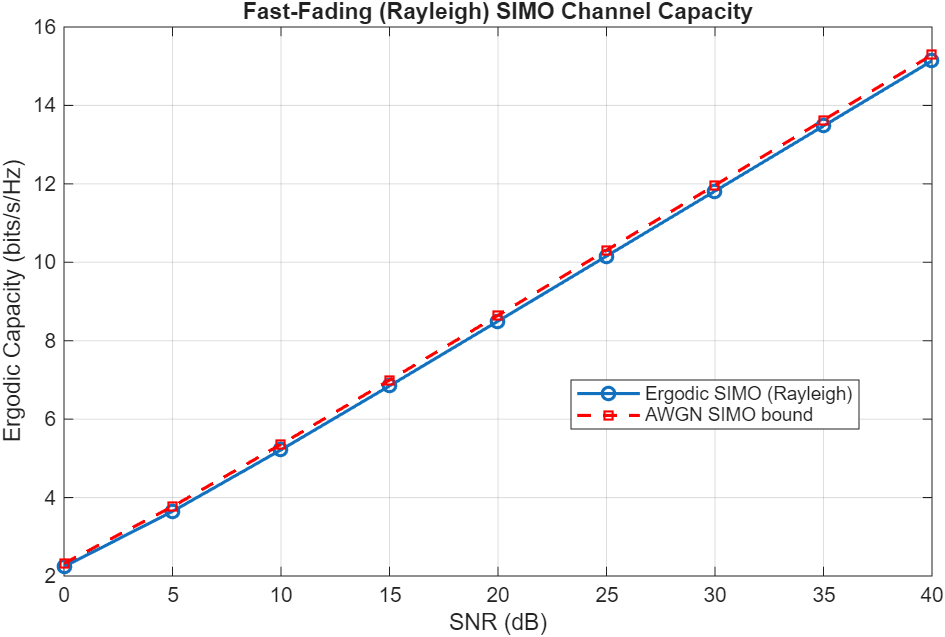 Fast-Fading (Rayleigh) SIMO Channel Capacity
16
14
12
10
8
6
4
2
Ergodic Capacity (bits/s/Hz)
Ergodic SIMO (Rayleigh)
AWGN SIMO bound
0 5 10 15 20 25 30 35 40
SNR (dB)